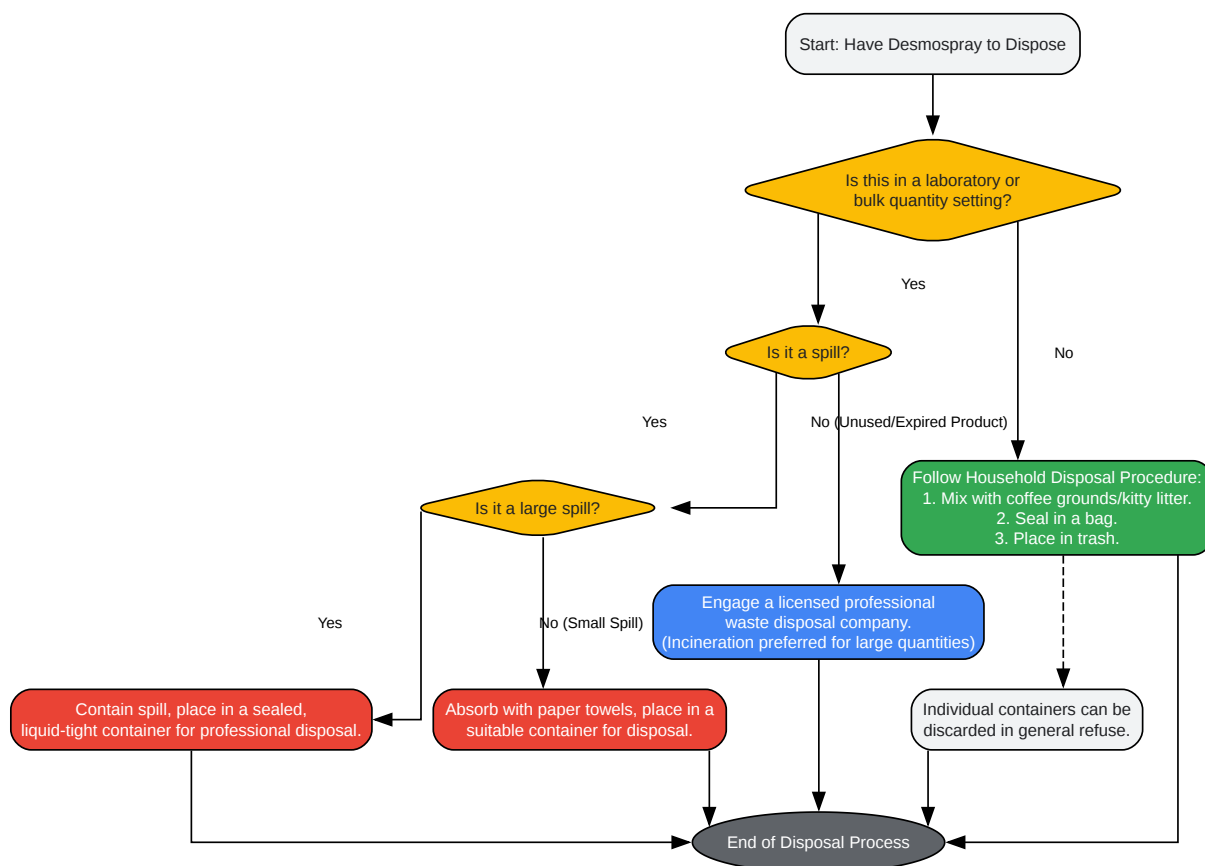 Start: Have Desmospray to Dispose
Is this in a laboratory or
bulk quantity setting?
Yes
Is it a spill?
No
Yes
No (Unused/Expired Product)
Follow Household Disposal Procedure:
1. Mix with coffee grounds/kitty litter.
2. Seal in a bag.
3. Place in trash.
Is it a large spill?
Engage a licensed professional
waste disposal company.
(Incineration preferred for large quantities)
Yes
No (Small Spill)
Contain spill, place in a sealed,
liquid-tight container for professional disposal.
Absorb with paper towels, place in a
suitable container for disposal.
Individual containers can be
discarded in general refuse.
End of Disposal Process